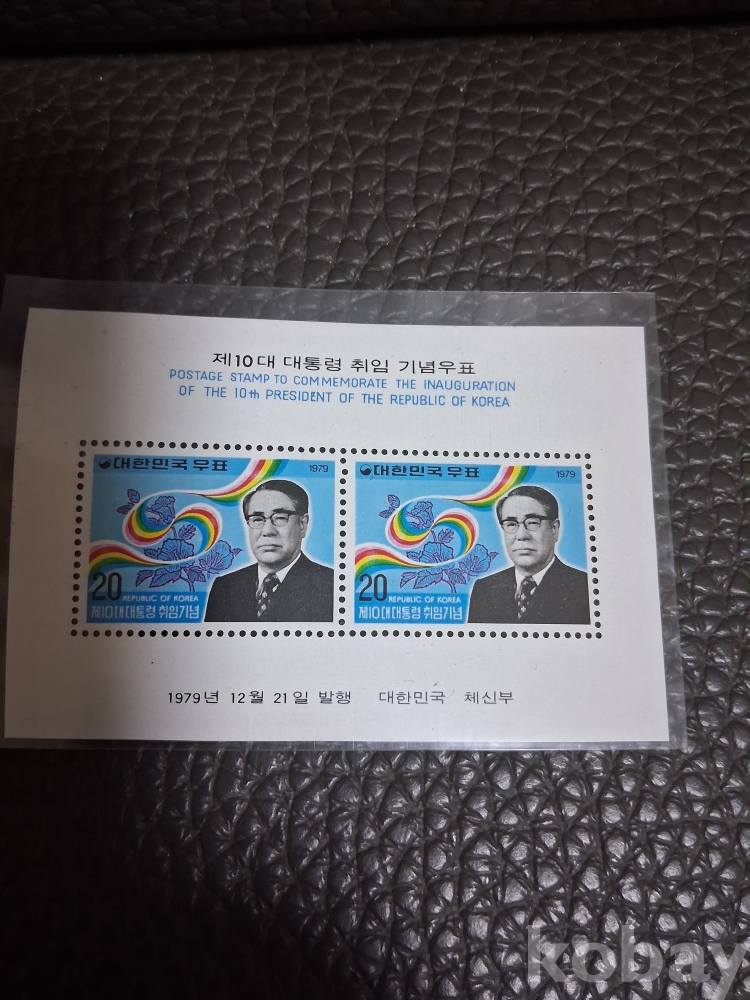 제10대 대통령 취임 기념우표
POSTAGE STAMP TO COMMEMORATE THE INAUGURATION
OF THE 10th PRESIDENT OF THE REPUBLIC OF KOREA
대한민국우표 1979
20 REPUBLIC OF KOREA
제10대대통령 취임기념
대한민국우표 1979
20 REPUBLIC OF KOREA
제10대대통령 취임기념
1979년 12월 21일 발행 대한민국 체신부
kobay